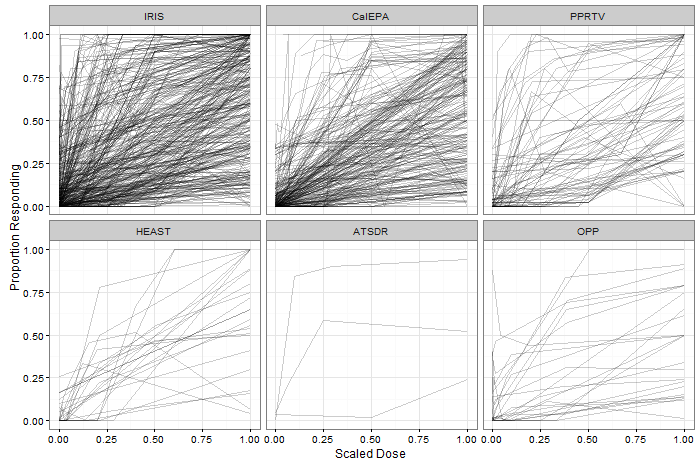 IRIS CalEPA PPRTV
1.00
0.75
0.50
0.25
0.00
Proportion Responding
HEAST ATSDR OPP
1.00
0.75
0.50
0.25
0.00
0.00 0.25 0.50 0.75 1.00 0.00 0.25 0.50 0.75 1.00 0.00 0.25 0.50 0.75 1.00
Scaled Dose